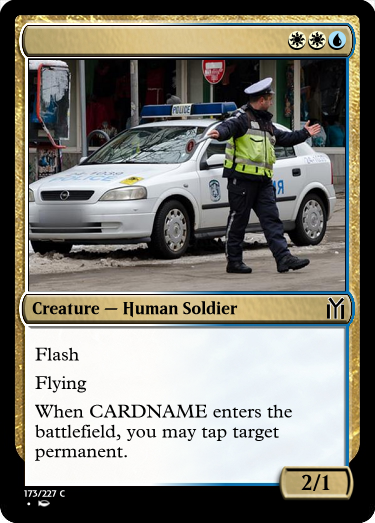 POLICE
Creature — Human Soldier
Flash
Flying
When CARDNAME enters the
battlefield, you may tap target
permanent.
2/1
173/227 C